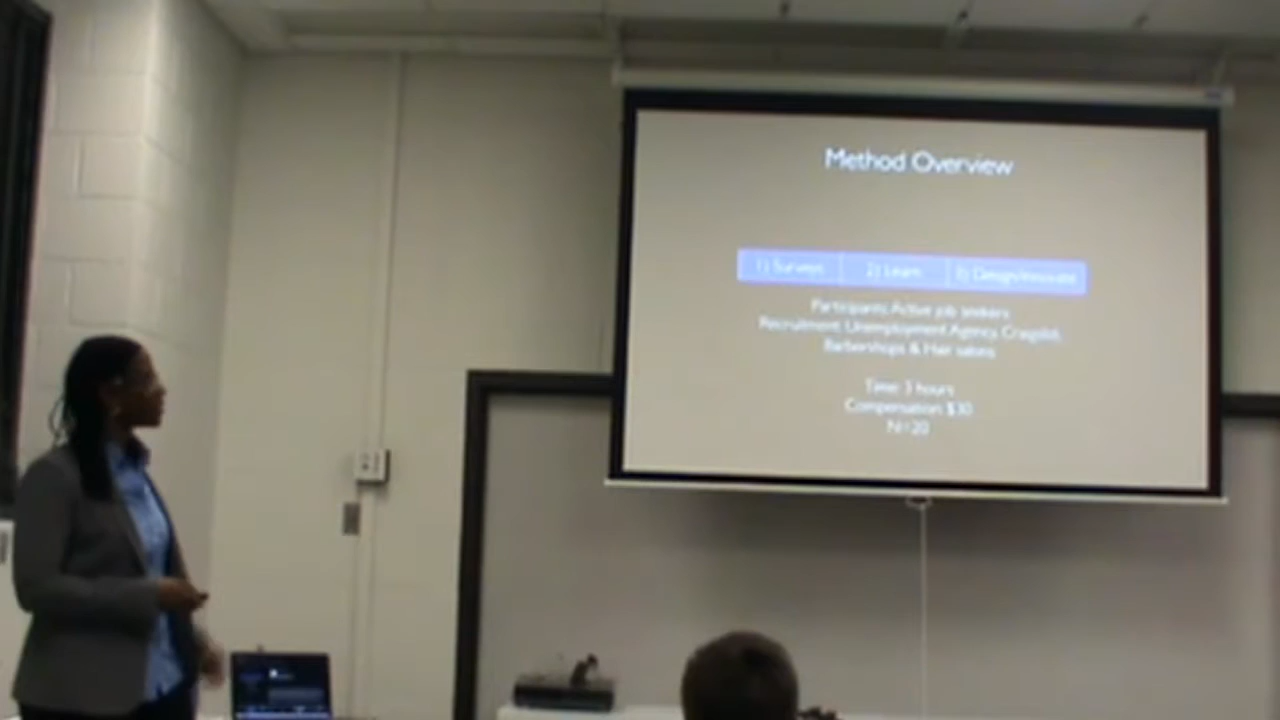 Method Overview
1) Surveys 2) Learn 3) Design/Innovate
Participants: Active job seekers
Recruitment: Unemployment Agency, Craigslist,
Barbershops & Hair salons
Time: 3 hours
Compensation: $30
N=20